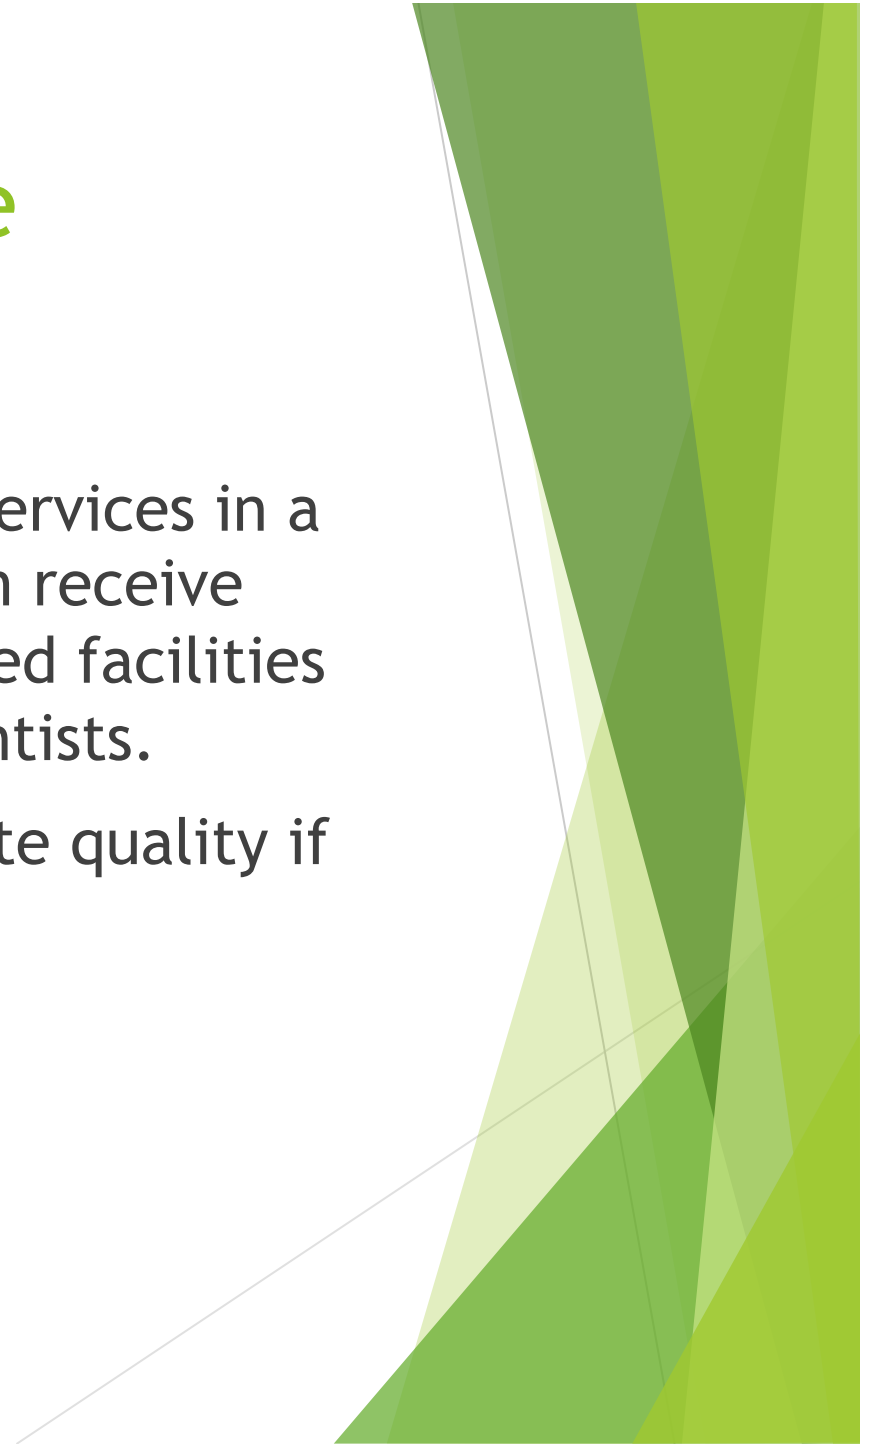 e
ervices in a
n receive
ed facilities
ntists.
te quality if